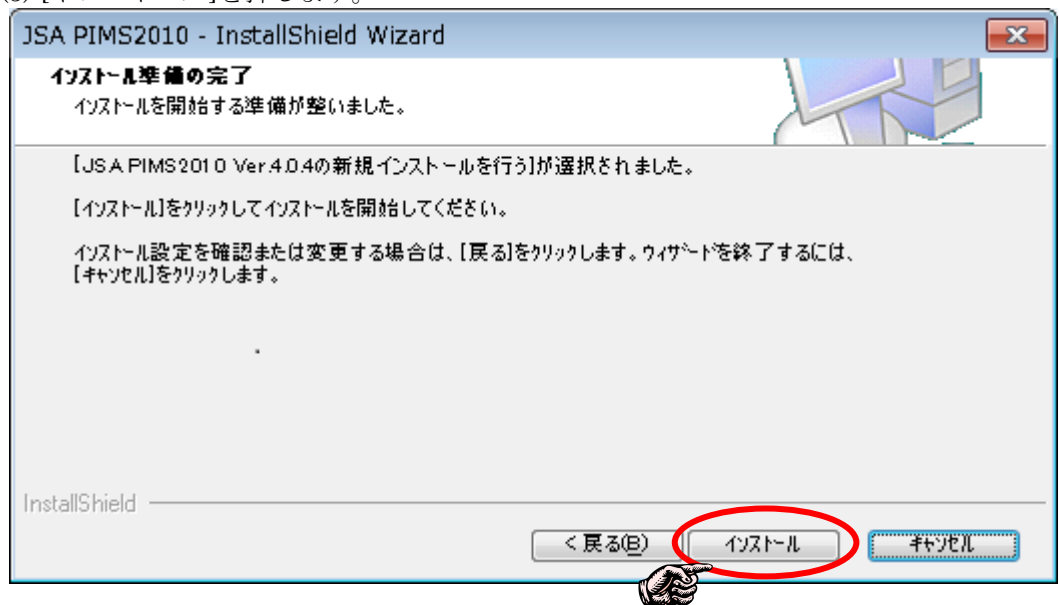 JSA PIMS2010 - InstallShield Wizard
インストール準備の完了
インストールを開始する準備が整いました。
[JSA PIMS2010 Ver.4.0.4の新規インストールを行う]が選択されました。
[インストール]をクリックしてインストールを開始してください。
インストール設定を確認または変更する場合は、[戻る]をクリックします。ウィザードを終了するには、
[キャンセル]をクリックします。
InstallShield
< 戻る(B)
インストール
キャンセル